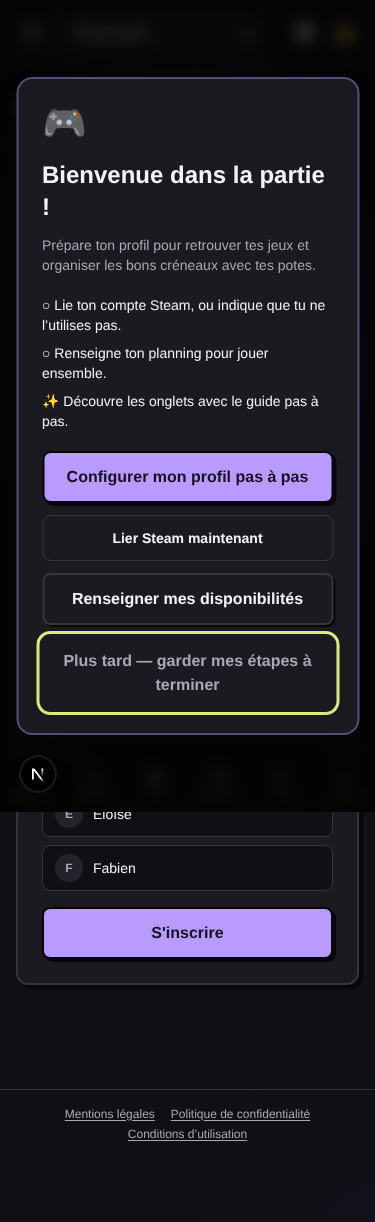 Bienvenue dans la partie
!
Prépare ton profil pour retrouver tes jeux et
organiser les bons créneaux avec tes potes.
○ Lie ton compte Steam, ou indique que tu ne
l'utilises pas.
○ Renseigne ton planning pour jouer
ensemble.
✨ Découvre les onglets avec le guide pas à
pas.
Configurer mon profil pas à pas
Lier Steam maintenant
Renseigner mes disponibilités
Plus tard — garder mes étapes à
terminer
N
E Eloïse
F Fabien
S'inscrire
Mentions légales Politique de confidentialité
Conditions d'utilisation